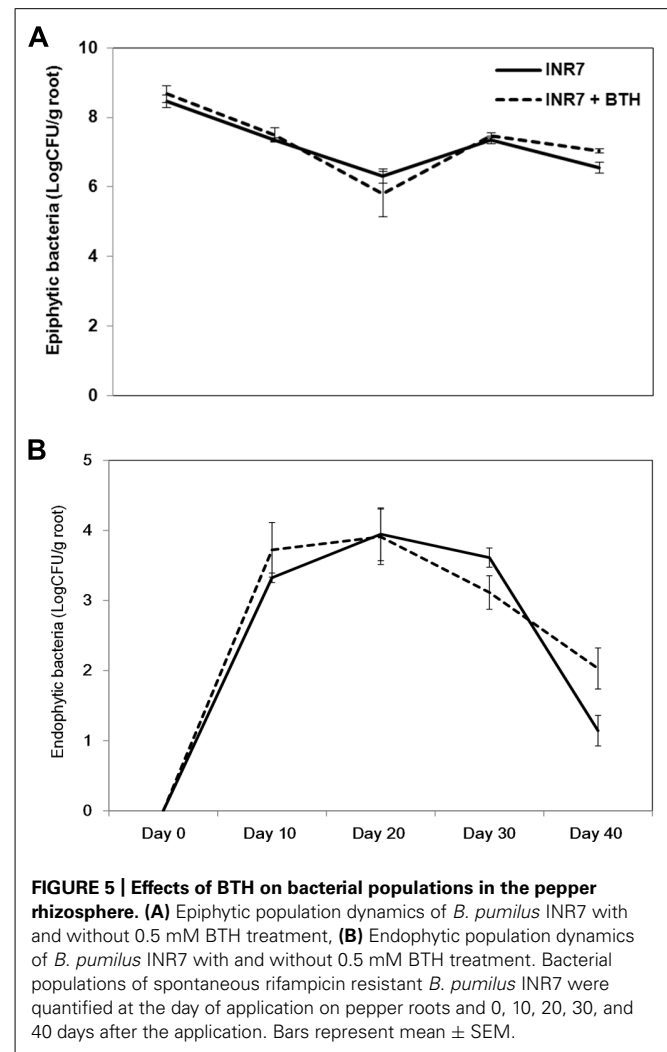 A
Epiphytic bacteria (LogCFU/g root)
10
8
6
4
2
0
INR7
INR7 + BTH
B
Endophytic bacteria (LogCFU/g root)
5
4
3
2
1
0
Day 0 Day 10 Day 20 Day 30 Day 40
FIGURE 5 | Effects of BTH on bacterial populations in the pepper
rhizosphere. (A) Epiphytic population dynamics of B. pumilus INR7 with
and without 0.5 mM BTH treatment, (B) Endophytic population dynamics
of B. pumilus INR7 with and without 0.5 mM BTH treatment. Bacterial
populations of spontaneous rifampicin resistant B. pumilus INR7 were
quantified at the day of application on pepper roots and 0, 10, 20, 30, and
40 days after the application. Bars represent mean ± SEM.